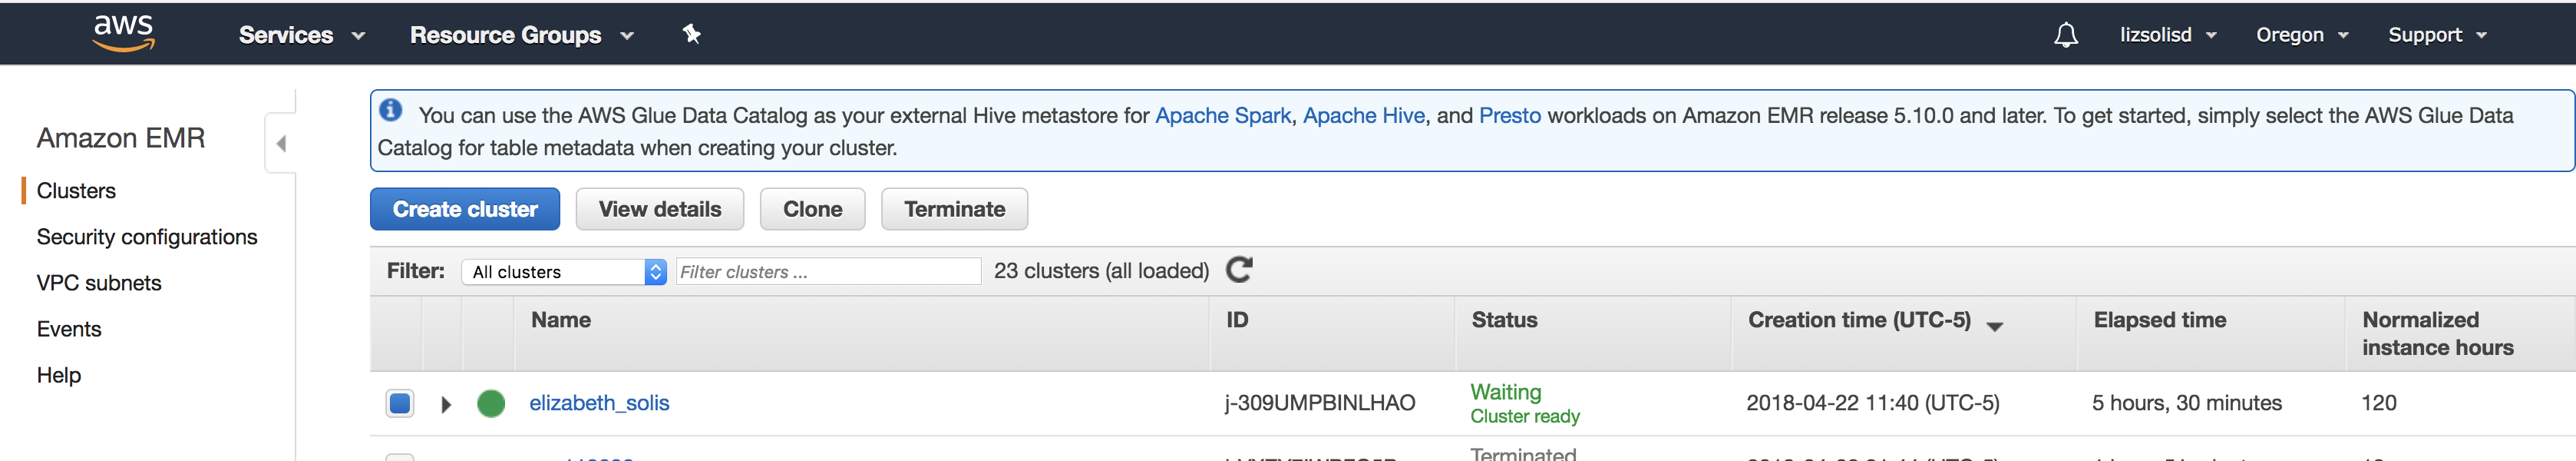 aws Services Resource Groups lizsolisd Oregon Support
Amazon EMR
Clusters
Security configurations
VPC subnets
Events
Help
You can use the AWS Glue Data Catalog as your external Hive metastore for Apache Spark, Apache Hive, and Presto workloads on Amazon EMR release 5.10.0 and later. To get started, simply select the AWS Glue Data
Catalog for table metadata when creating your cluster.
Create cluster View details Clone Terminate
Filter: All clusters Filter clusters ... 23 clusters (all loaded)
Name ID Status Creation time (UTC-5) Elapsed time Normalized
instance hours
elizabeth_solis j-309UMPBINLHAO Waiting 2018-04-22 11:40 (UTC-5) 5 hours, 30 minutes 120
Cluster ready
Terminated